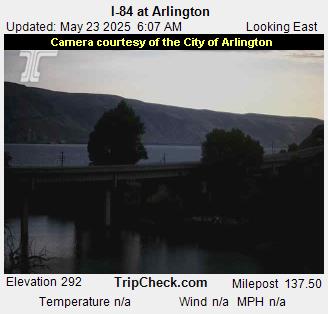 I-84 at Arlington
Updated: May 23 2025 6:07 AM Looking East
Camera courtesy of the City of Arlington
Elevation 292 TripCheck.com Milepost 137.50
Temperature n/a Wind n/a MPH n/a